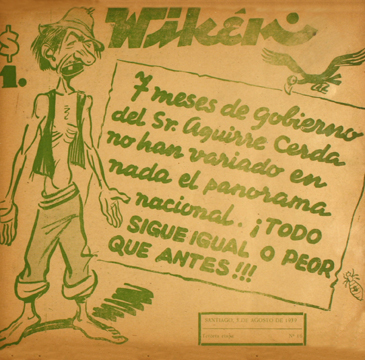 Wikén
$
1.
7 meses de gobierno
del Sr. Aguirre Cerda
no han variado en
nada el panorama
nacional. ¡TODO
SIGUE IGUAL O PEOR
QUE ANTES!!!